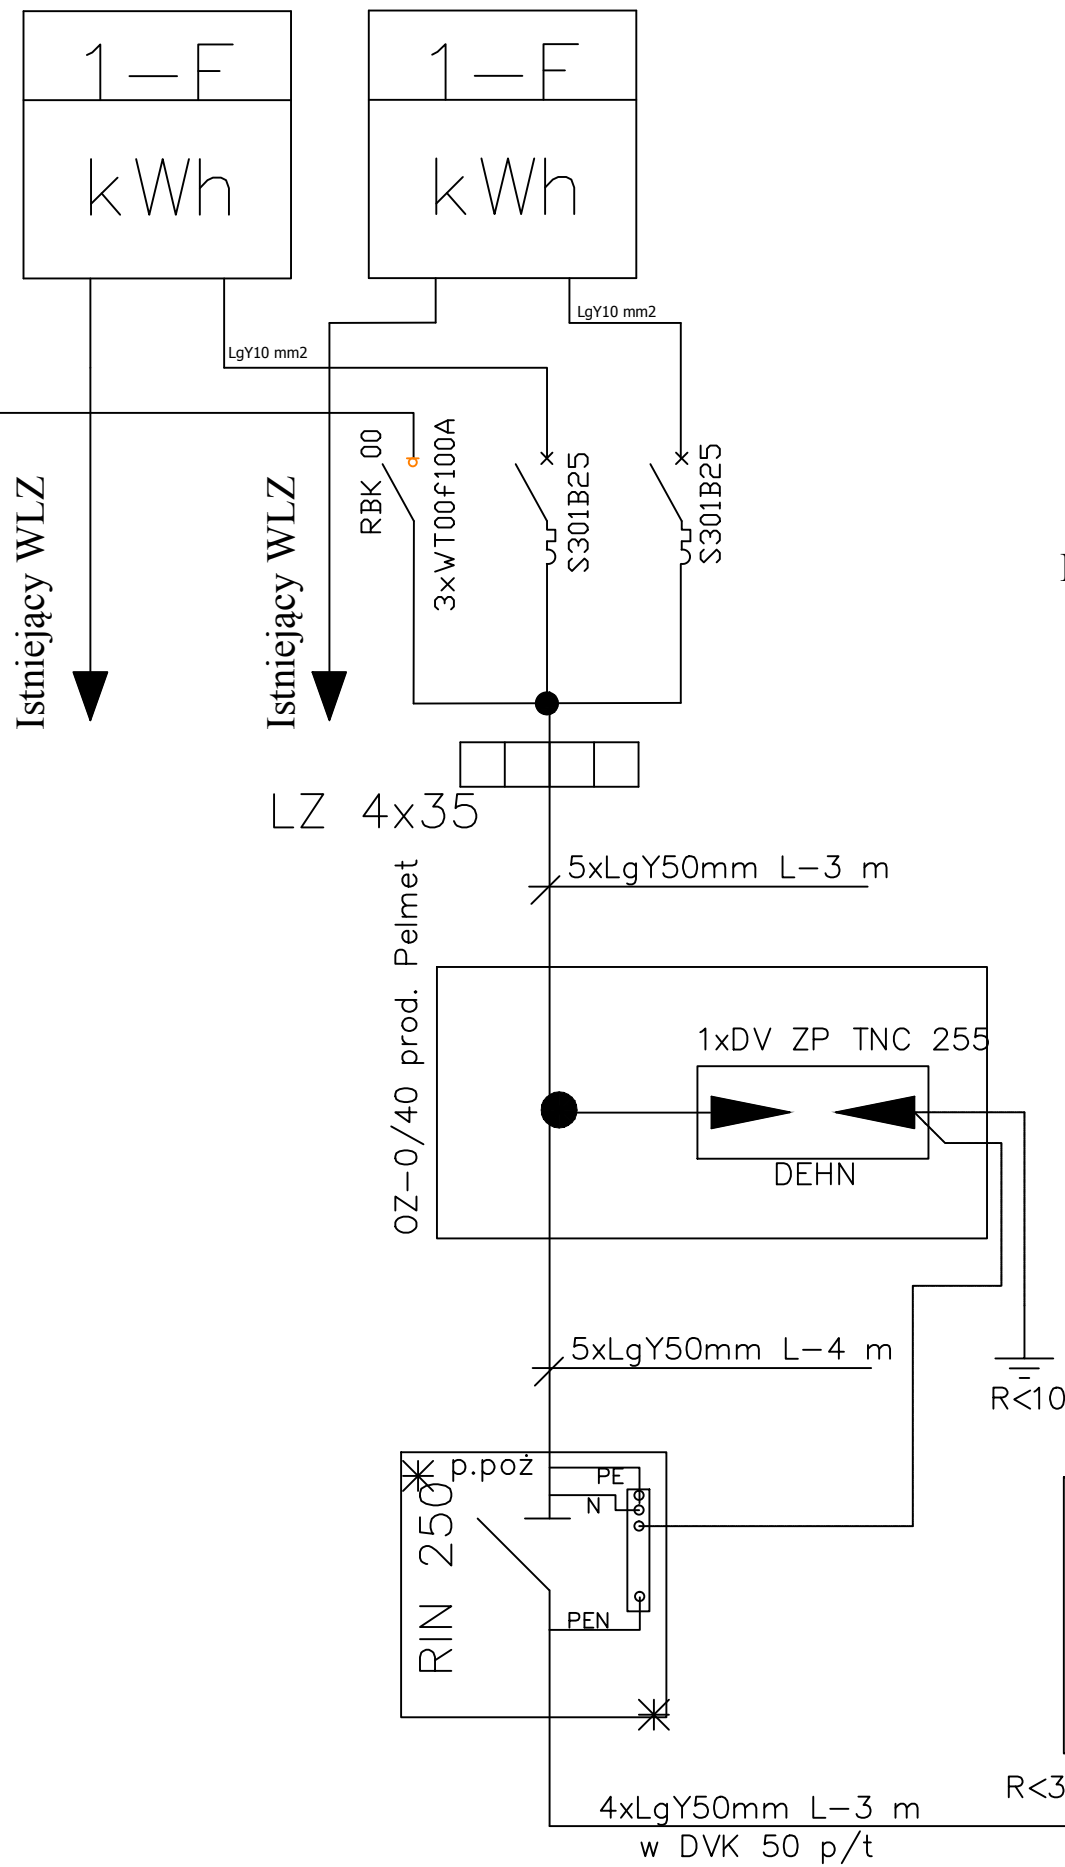 1-F
1-F
kWh
kWh
LgY10 mm2
LgY10 mm2
Istniejący WLZ
Istniejący WLZ
RBK 00
3xWT00f100A
S301B25
S301B25
LZ 4x35
5xLgY50mm L-3 m
OZ-0/40 prod. Pelmet
1xDV ZP TNC 255
DEHN
5xLgY50mm L-4 m
R<10
p.poż
PE
N
RIN 250
PEN
R<3
4xLgY50mm L-3 m
w DVK 50 p/t